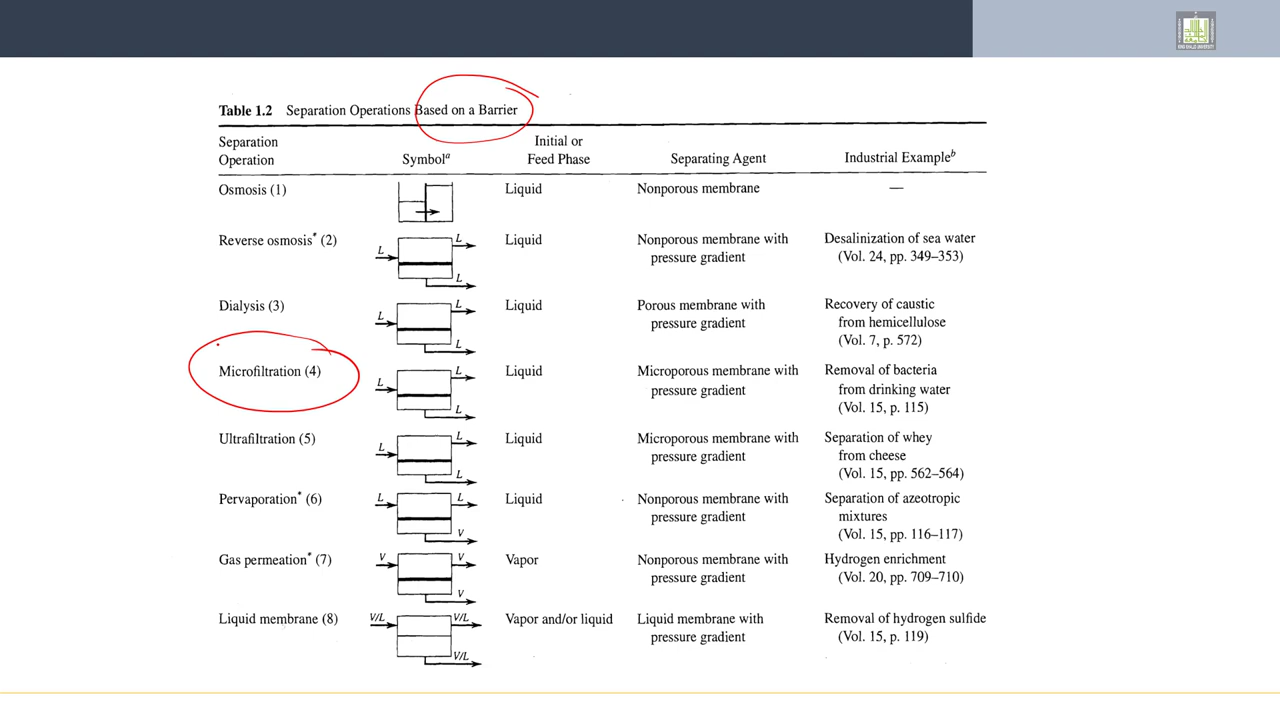 KING KHALID UNIVERSITY
Table 1.2 Separation Operations Based on a Barrier
Separation Operation
Symbolᵃ
Initial or Feed Phase
Separating Agent
Industrial Exampleᵇ
Osmosis (1)
Liquid
Nonporous membrane
—
Reverse osmosis* (2)
L
L
L
Liquid
Nonporous membrane with
pressure gradient
Desalinization of sea water
(Vol. 24, pp. 349–353)
Dialysis (3)
L
L
L
Liquid
Porous membrane with
pressure gradient
Recovery of caustic
from hemicellulose
(Vol. 7, p. 572)
Microfiltration (4)
L
L
L
Liquid
Microporous membrane with
pressure gradient
Removal of bacteria
from drinking water
(Vol. 15, p. 115)
Ultrafiltration (5)
L
L
L
Liquid
Microporous membrane with
pressure gradient
Separation of whey
from cheese
(Vol. 15, pp. 562–564)
Pervaporation* (6)
L
L
V
Liquid
Nonporous membrane with
pressure gradient
Separation of azeotropic
mixtures
(Vol. 15, pp. 116–117)
Gas permeation* (7)
V
V
V
Vapor
Nonporous membrane with
pressure gradient
Hydrogen enrichment
(Vol. 20, pp. 709–710)
Liquid membrane (8)
V/L
V/L
V/L
Vapor and/or liquid
Liquid membrane with
pressure gradient
Removal of hydrogen sulfide
(Vol. 15, p. 119)